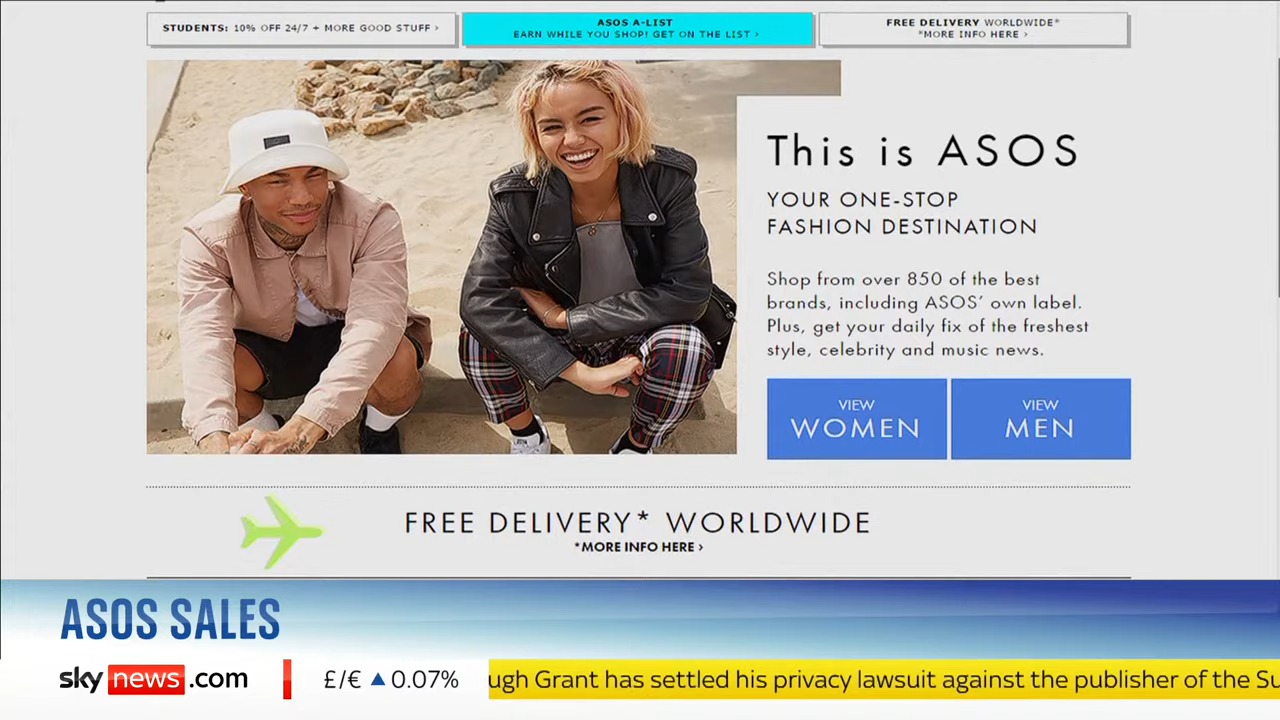 STUDENTS: 10% OFF 24/7 + MORE GOOD STUFF ›
ASOS A-LIST
EARN WHILE YOU SHOP! GET ON THE LIST ›
FREE DELIVERY WORLDWIDE*
*MORE INFO HERE ›
This is ASOS
YOUR ONE-STOP
FASHION DESTINATION
Shop from over 850 of the best
brands, including ASOS’ own label.
Plus, get your daily fix of the freshest
style, celebrity and music news.
VIEW
WOMEN
VIEW
MEN
FREE DELIVERY* WORLDWIDE
*MORE INFO HERE ›
ASOS SALES
sky news.com
£/€ ▲ 0.07%
ugh Grant has settled his privacy lawsuit against the publisher of the Su